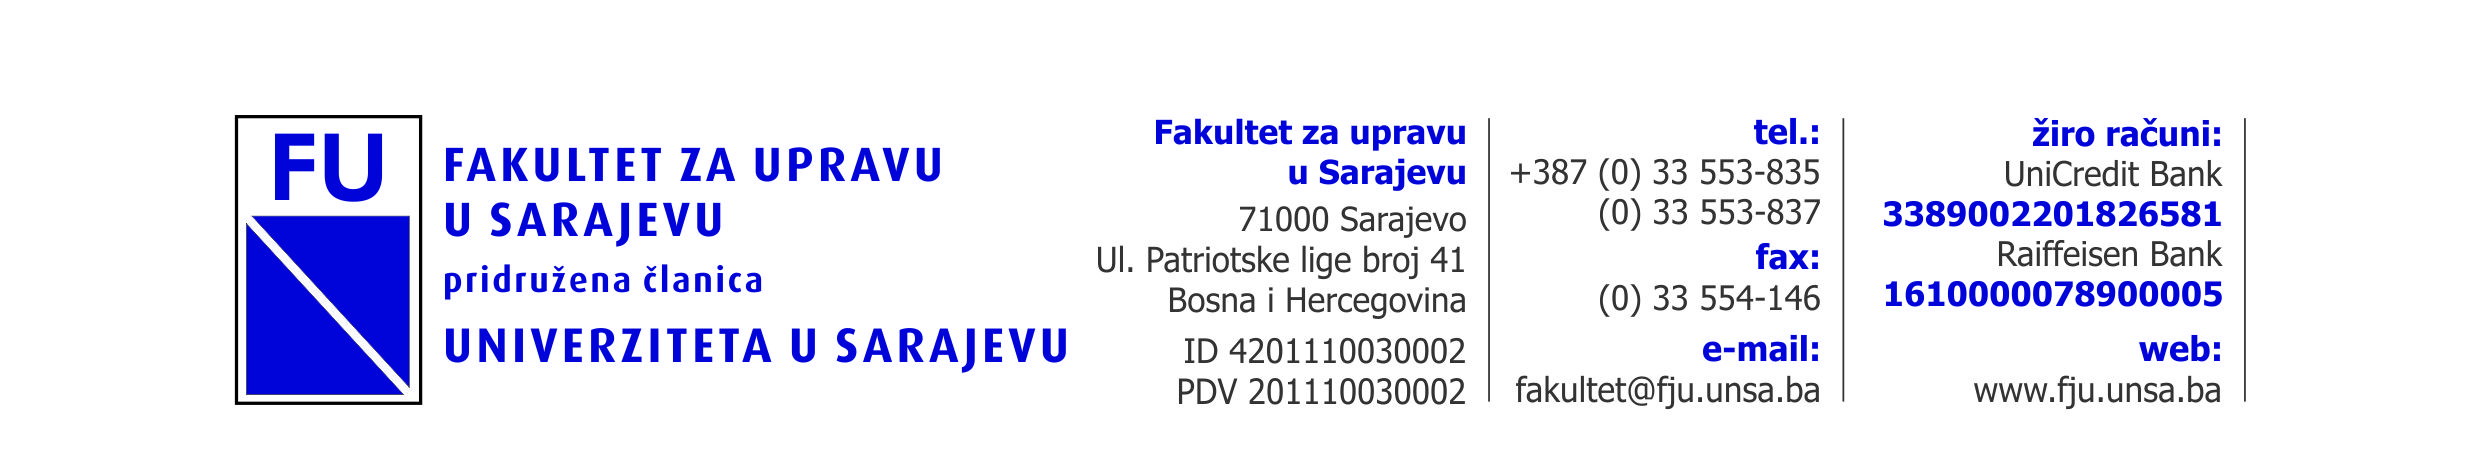 FU
FAKULTET ZA UPRAVU
U SARAJEVU
pridružena članica
UNIVERZITETA U SARAJEVU
Fakultet za upravu
u Sarajevu
71000 Sarajevo
Ul. Patriotske lige broj 41
Bosna i Hercegovina
ID 4201110030002
PDV 201110030002
tel.:
+387 (0) 33 553-835
(0) 33 553-837
fax:
(0) 33 554-146
e-mail:
fakultet@fju.unsa.ba
žiro računi:
UniCredit Bank
3389002201826581
Raiffeisen Bank
1610000078900005
web:
www.fju.unsa.ba